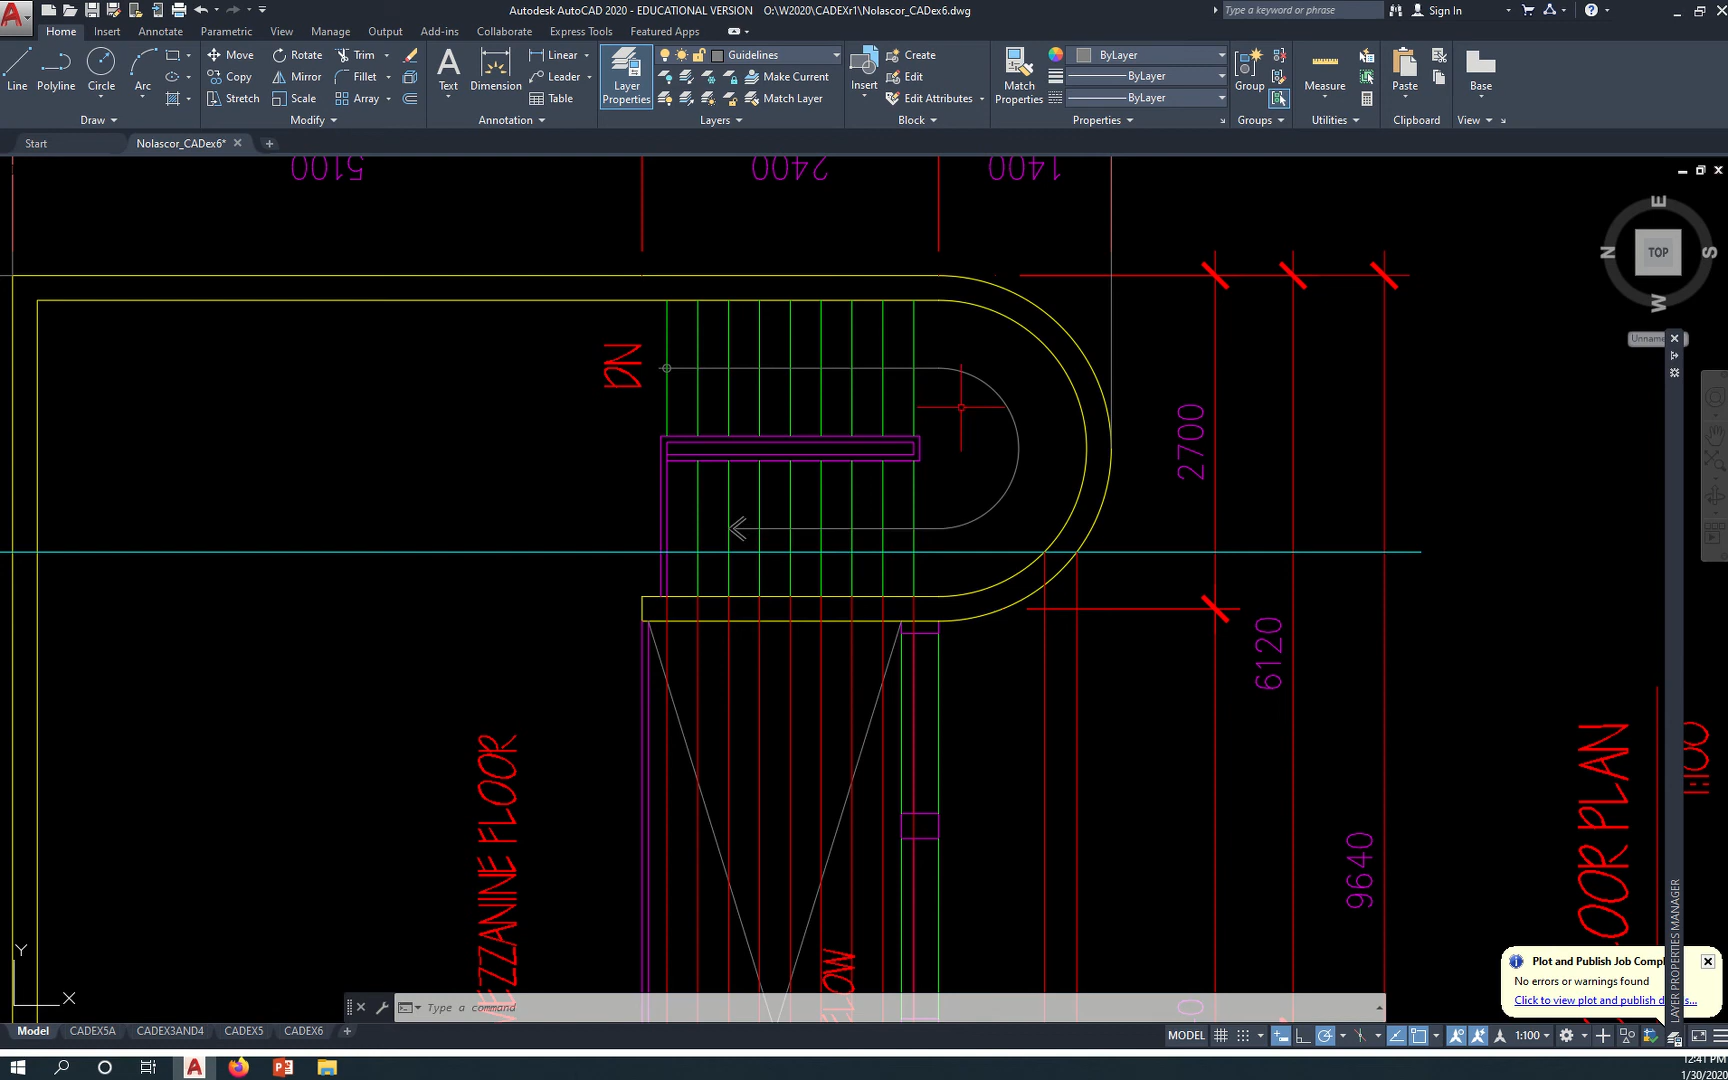 Autodesk AutoCAD 2020 - EDUCATIONAL VERSION O:\W2020\CADEXr1\Nolascor_CADex6.dwg
Type a keyword or phrase
Sign In
Home Insert Annotate Parametric View Manage Output Add-ins Collaborate Express Tools Featured Apps
Line Polyline Circle Arc
Move Rotate Trim
Copy Mirror Fillet
Stretch Scale Array
Text Dimension
Linear
Leader
Table
Layer Properties
Guidelines
Make Current
Match Layer
Insert
Create
Edit
Edit Attributes
Match Properties
ByLayer
ByLayer
ByLayer
Group
Measure
Paste
Base
Draw Modify Annotation Layers Block Properties Groups Utilities Clipboard View
Start
Nolascor_CADex6*
5100 2400 1400
E
N TOP S
W
Unname
DN
2700
6120
9640
MEZZANINE FLOOR
ELOW
OOR PLAN
1:100
0
LAYER PROPERTIES MANAGER
Y
X
Type a command
Plot and Publish Job Compl
No errors or warnings found
Click to view plot and publish d...s...
Model CADEX5A CADEX3AND4 CADEX5 CADEX6
MODEL
1:100
12:41 PM
1/30/2020